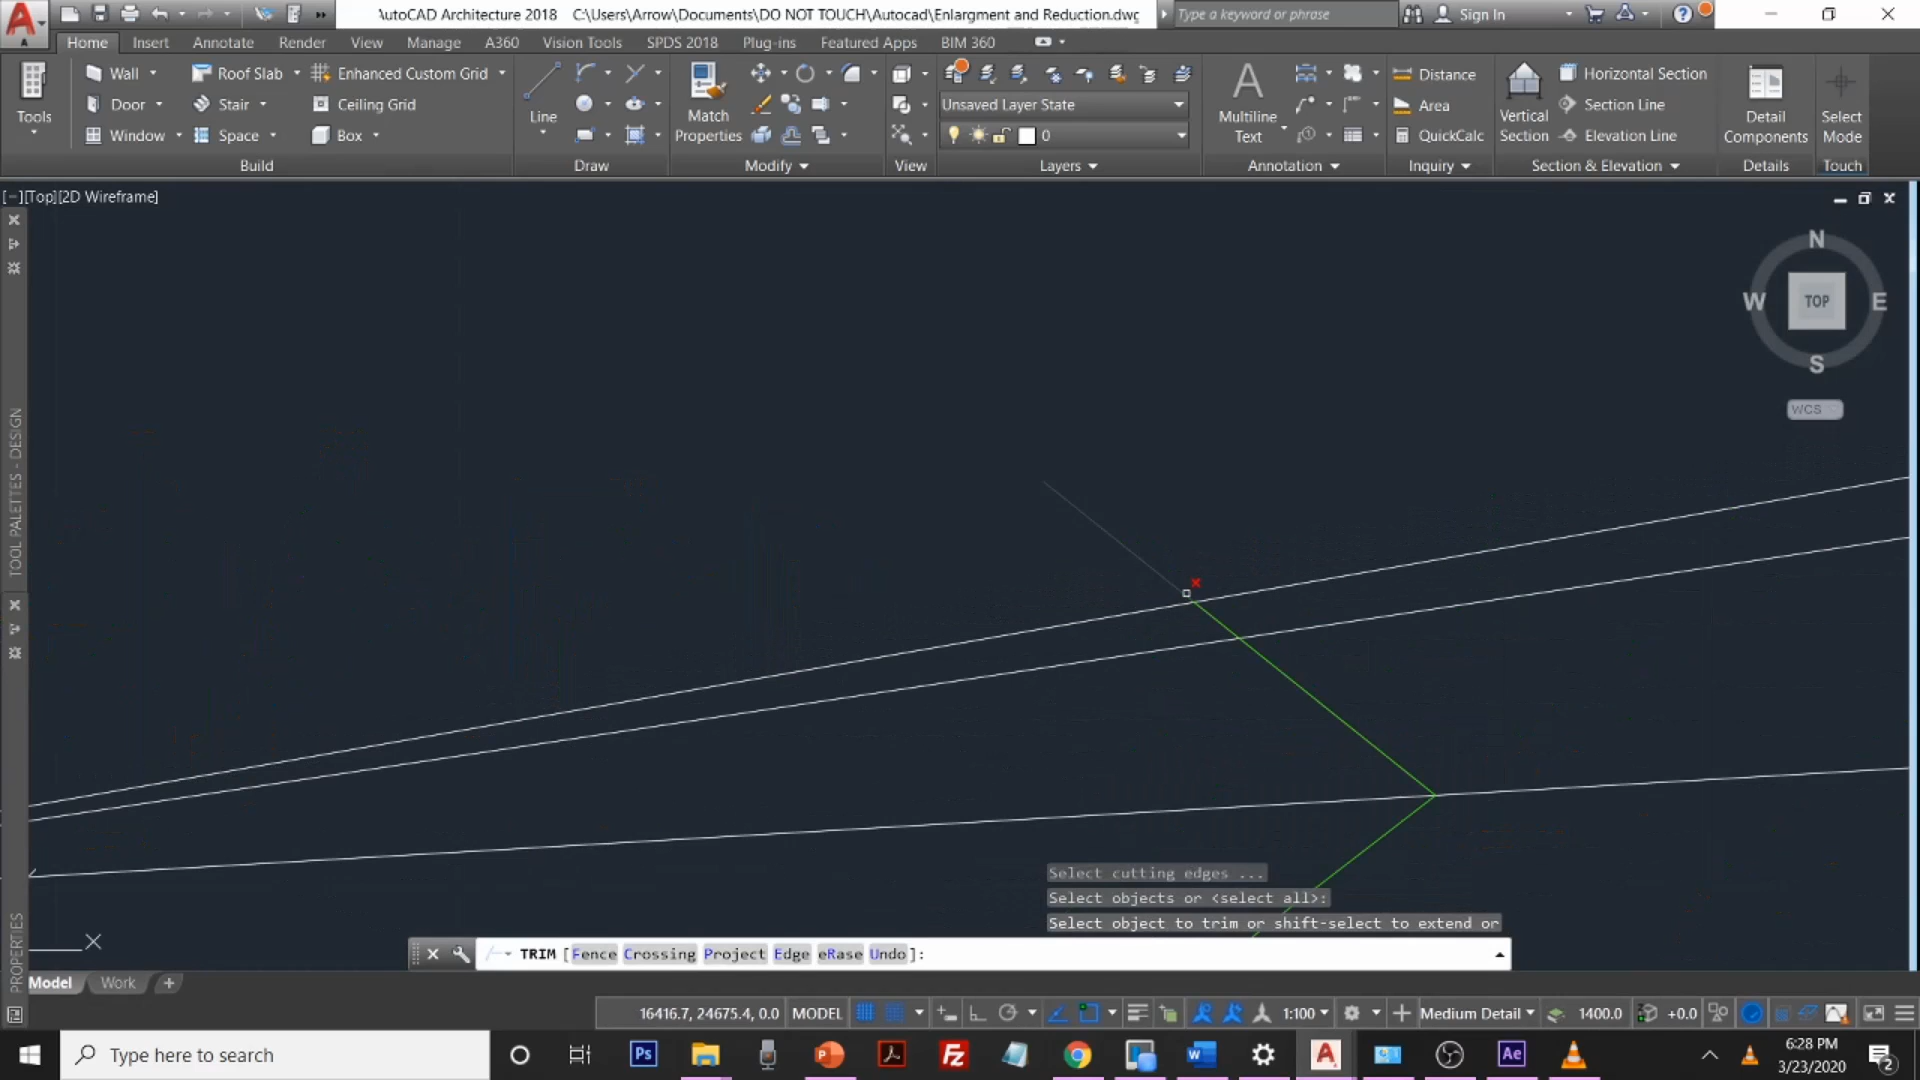 \utoCAD Architecture 2018 C:\Users\Arrow\Documents\DO NOT TOUCH\Autocad\Enlargment and Reduction.dwg
Type a keyword or phrase
Sign In
Home Insert Annotate Render View Manage A360 Vision Tools SPDS 2018 Plug-ins Featured Apps BIM 360
Tools
Wall
Door
Window
Roof Slab
Stair
Space
Enhanced Custom Grid
Ceiling Grid
Box
Build
Line
Draw
Match
Properties
Modify
View
Unsaved Layer State
0
Layers
Multiline
Text
Annotation
Distance
Area
QuickCalc
Inquiry
Vertical
Section
Horizontal Section
Section Line
Elevation Line
Section & Elevation
Detail
Components
Details
Select
Mode
Touch
[−][Top][2D Wireframe]
N
W TOP E
S
WCS
TOOL PALETTES - DESIGN
PROPERTIES
Select cutting edges ...
Select objects or <select all>:
Select object to trim or shift-select to extend or
TRIM [Fence Crossing Project Edge eRase Undo]:
Model Work +
16416.7, 24675.4, 0.0 MODEL 1:100 Medium Detail 1400.0 +0.0
Type here to search
Ps
W
Ae
6:28 PM
3/23/2020
2